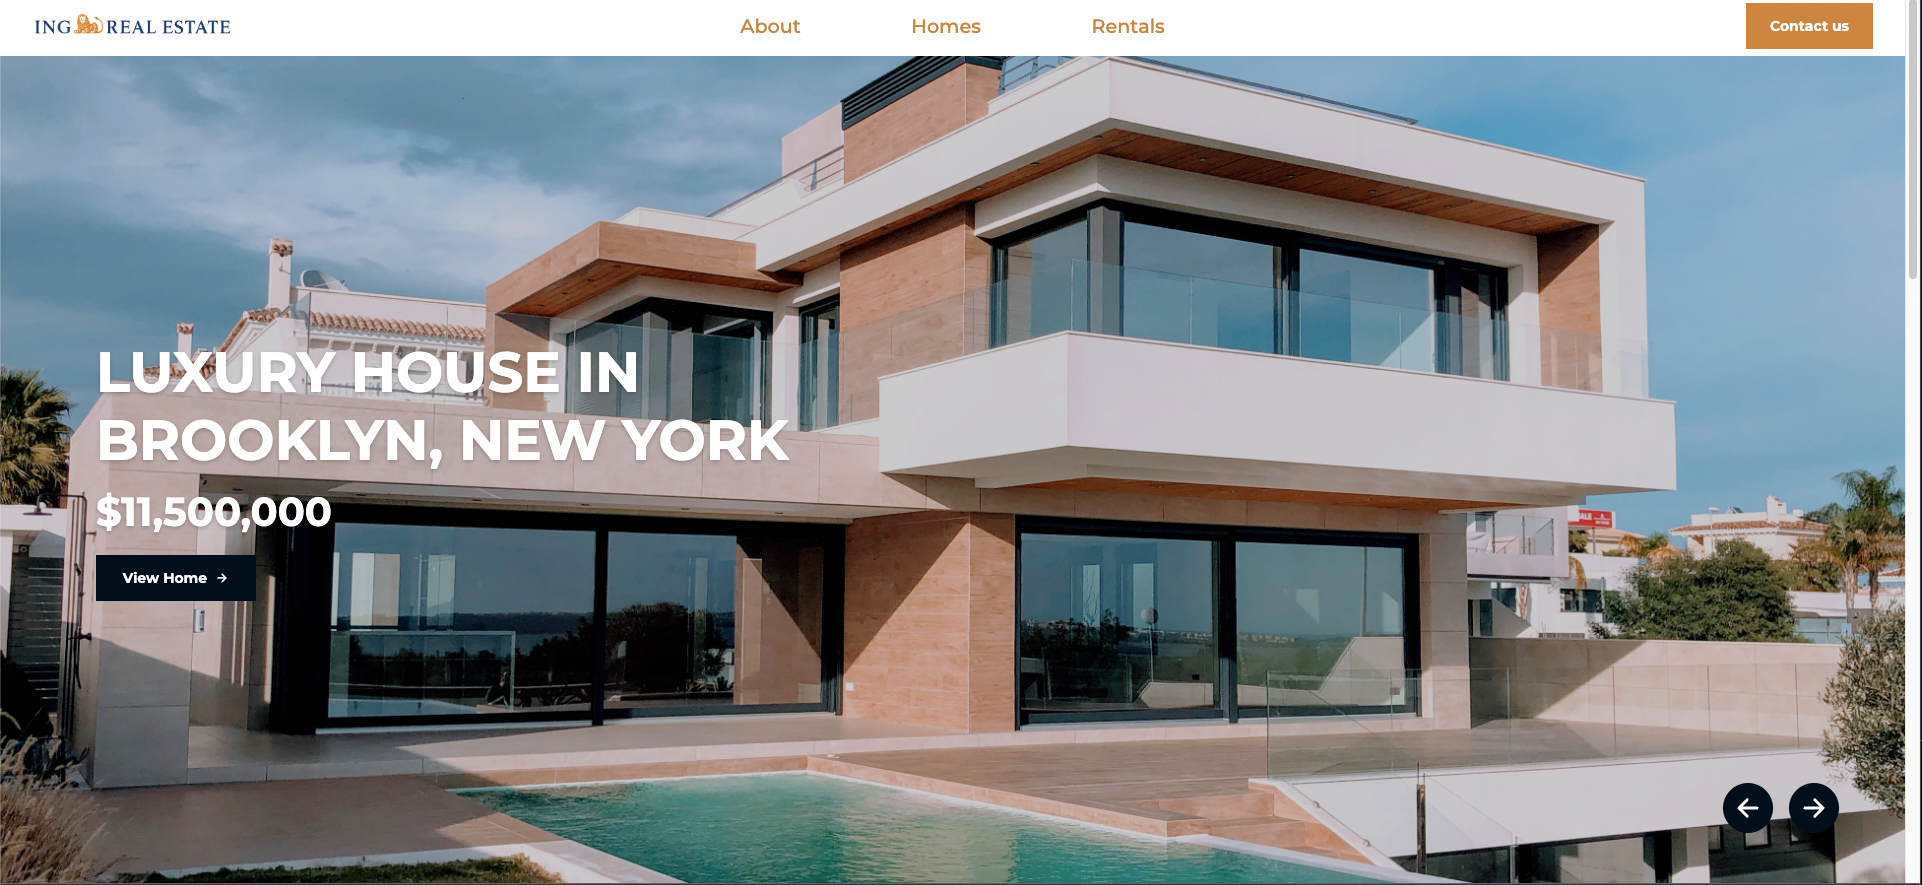 ING REAL ESTATE
About
Homes
Rentals
Contact us
LUXURY HOUSE IN
BROOKLYN, NEW YORK
$11,500,000
View Home